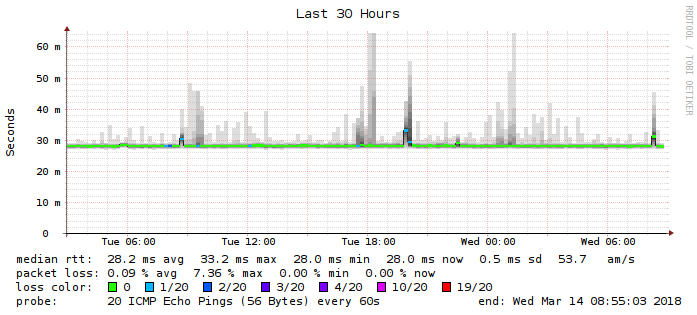 Last 30 Hours
RRDTOOL / TOBI OETIKER
Seconds
60 m
50 m
40 m
30 m
20 m
10 m
0
Tue 06:00 Tue 12:00 Tue 18:00 Wed 00:00 Wed 06:00
median rtt: 28.2 ms avg 33.2 ms max 28.0 ms min 28.0 ms now 0.5 ms sd 53.7 am/s
packet loss: 0.09 % avg 7.36 % max 0.00 % min 0.00 % now
loss color: 0 1/20 2/20 3/20 4/20 10/20 19/20
probe: 20 ICMP Echo Pings (56 Bytes) every 60s end: Wed Mar 14 08:55:03 2018